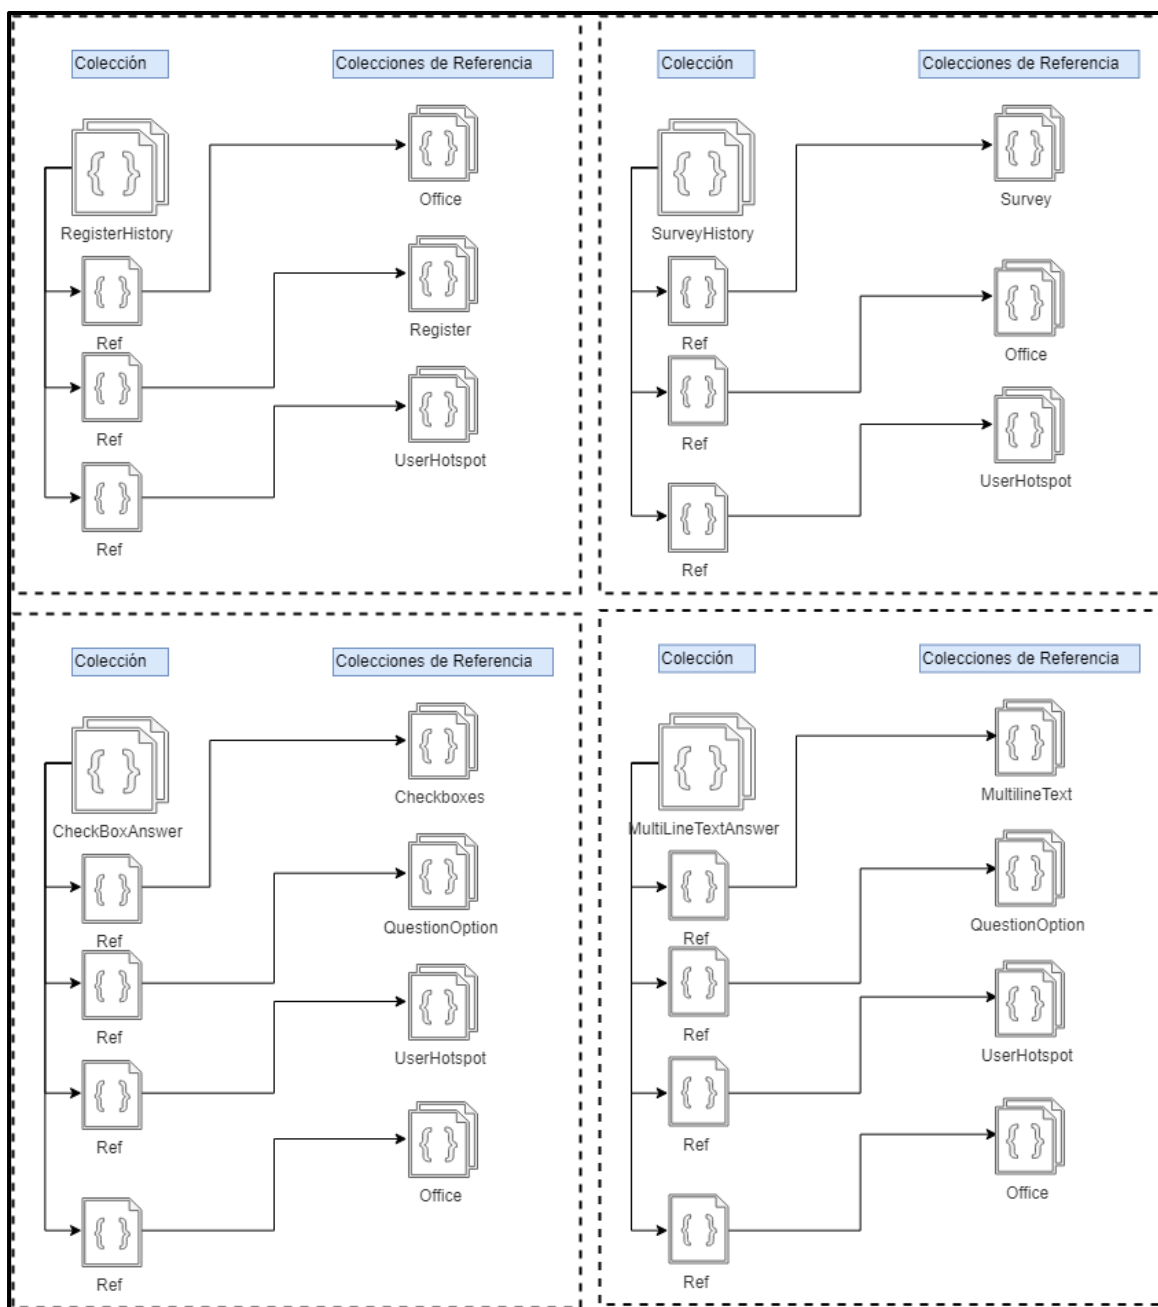 Colección
Colecciones de Referencia
RegisterHistory
Office
Ref
Register
Ref
UserHotspot
Ref
Colección
Colecciones de Referencia
Survey
SurveyHistory
Ref
Office
Ref
UserHotspot
Ref
Colección
Colecciones de Referencia
Checkboxes
CheckBoxAnswer
QuestionOption
Ref
Ref
UserHotspot
Ref
Office
Ref
Colección
Colecciones de Referencia
MultilineText
MultiLineTextAnswer
QuestionOption
Ref
Ref
UserHotspot
Ref
Office
Ref